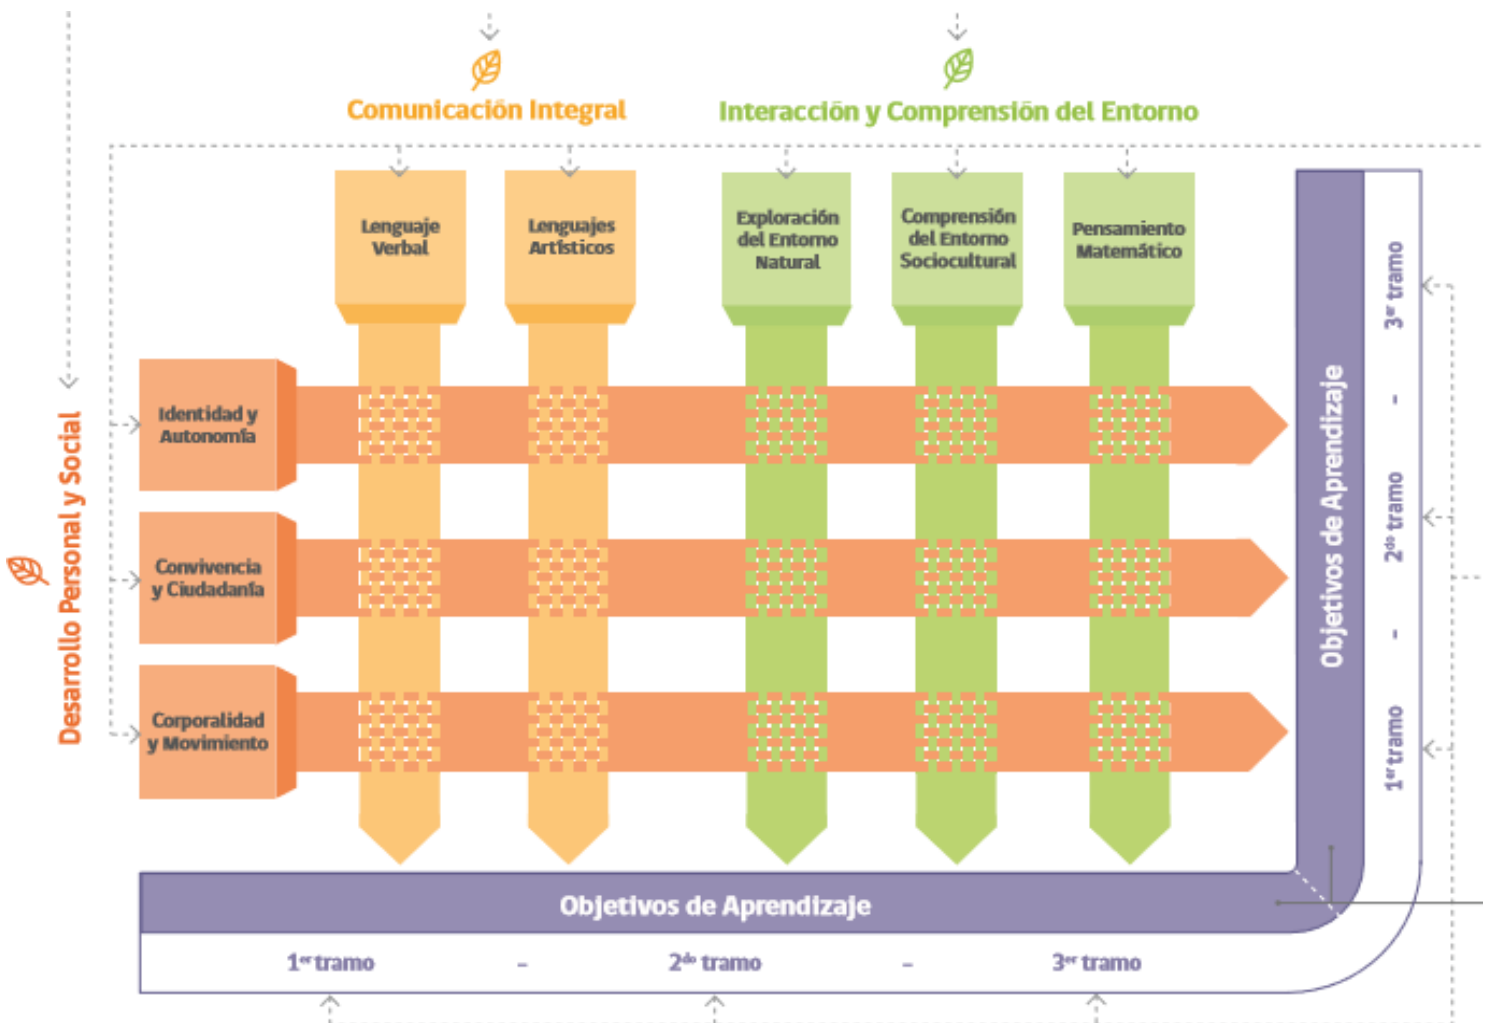 Comunicación Integral
Interacción y Comprensión del Entorno
Lenguaje
Verbal
Lenguajes
Artísticos
Exploración
del Entorno
Natural
Comprensión
del Entorno
Sociocultural
Pensamiento
Matemático
Desarrollo Personal y Social
Identidad y
Autonomía
Convivencia
y Ciudadanía
Corporalidad
y Movimiento
Objetivos de Aprendizaje
3er tramo
–
2do tramo
–
1er tramo
Objetivos de Aprendizaje
1er tramo – 2do tramo – 3er tramo